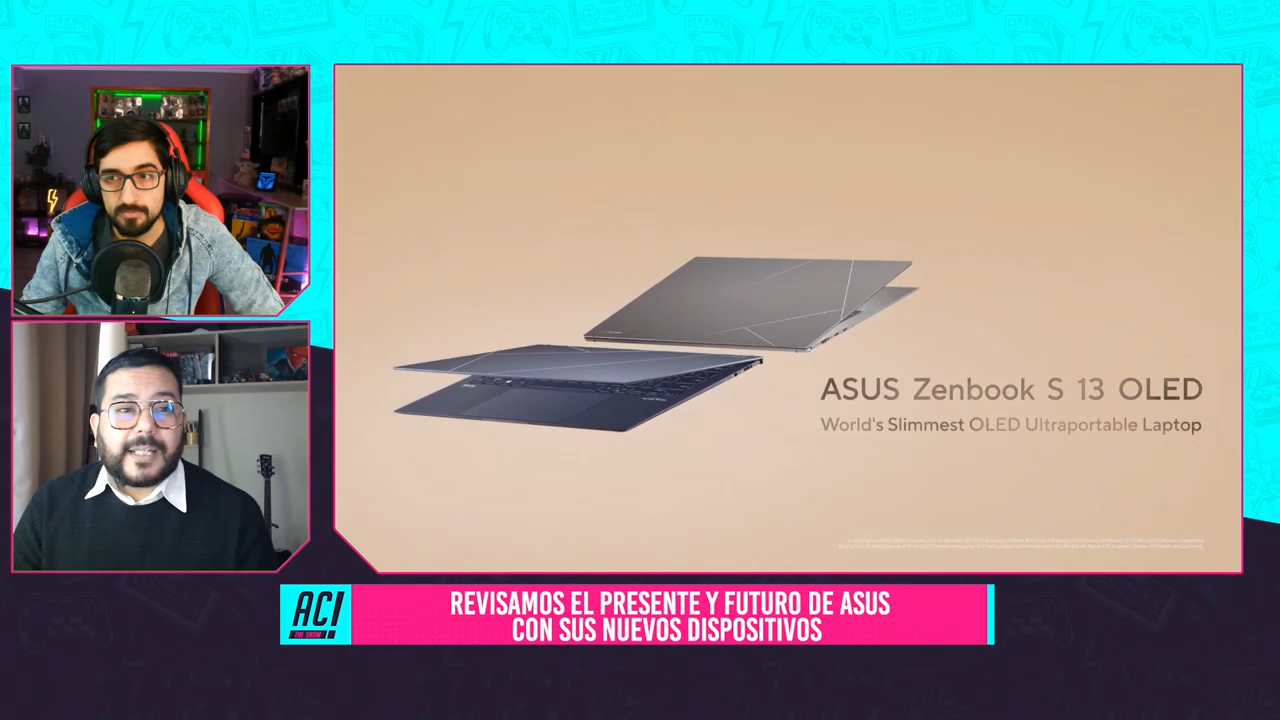 ASUS Zenbook S 13 OLED
World's Slimmest OLED Ultraportable Laptop
AC!
THE SHOW
REVISAMOS EL PRESENTE Y FUTURO DE ASUS
CON SUS NUEVOS DISPOSITIVOS